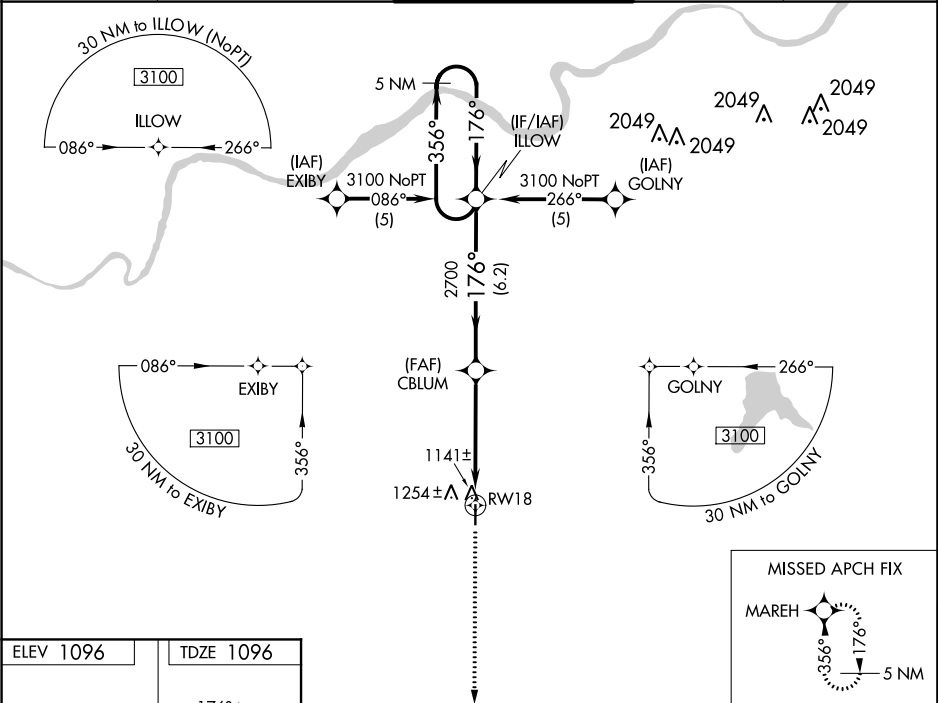 30 NM to ILLOW (NoPT)
3100
ILLOW
086°
266°
5 NM
356°
176°
(IF/IAF)
ILLOW
2049
2049
2049
2049
2049
(IAF)
EXIBY
3100 NoPT
086°
(5)
3100 NoPT
266°
(5)
(IAF)
GOLNY
2700
176°
(6.2)
086°
EXIBY
3100
356°
30 NM to EXIBY
(FAF)
CBLUM
266°
GOLNY
3100
356°
30 NM to GOLNY
1141±
1254±
RW18
MISSED APCH FIX
MAREH
356°
176°
5 NM
ELEV 1096
TDZE 1096